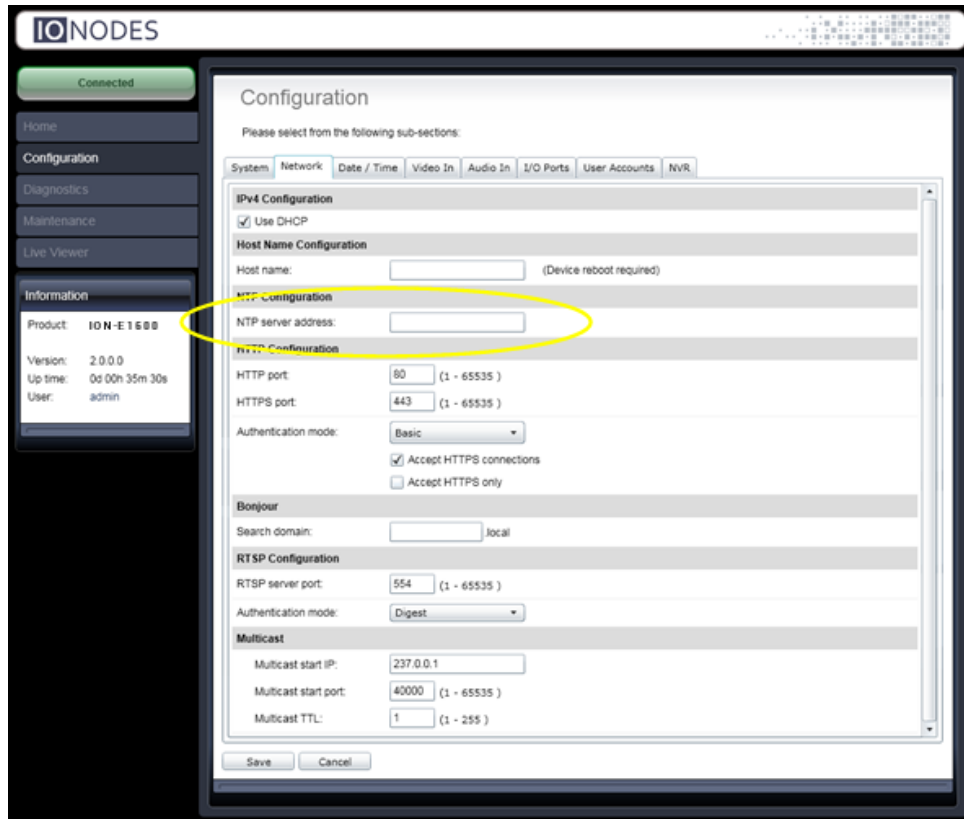 IONODES
Connected
Home
Configuration
Diagnostics
Maintenance
Live Viewer
Information
Product: ION-E1600
Version: 2.0.0.0
Up time: 0d 00h 35m 30s
User: admin
Configuration
Please select from the following sub-sections:
System Network Date / Time Video In Audio In I/O Ports User Accounts NVR
IPv4 Configuration
Use DHCP
Host Name Configuration
Host name: (Device reboot required)
NTP Configuration
NTP server address:
HTTP Configuration
HTTP port: 80 (1 - 65535 )
HTTPS port: 443 (1 - 65535 )
Authentication mode: Basic
Accept HTTPS connections
Accept HTTPS only
Bonjour
Search domain: .local
RTSP Configuration
RTSP server port: 554 (1 - 65535 )
Authentication mode: Digest
Multicast
Multicast start IP: 237.0.0.1
Multicast start port: 40000 (1 - 65535 )
Multicast TTL: 1 (1 - 255 )
Save Cancel